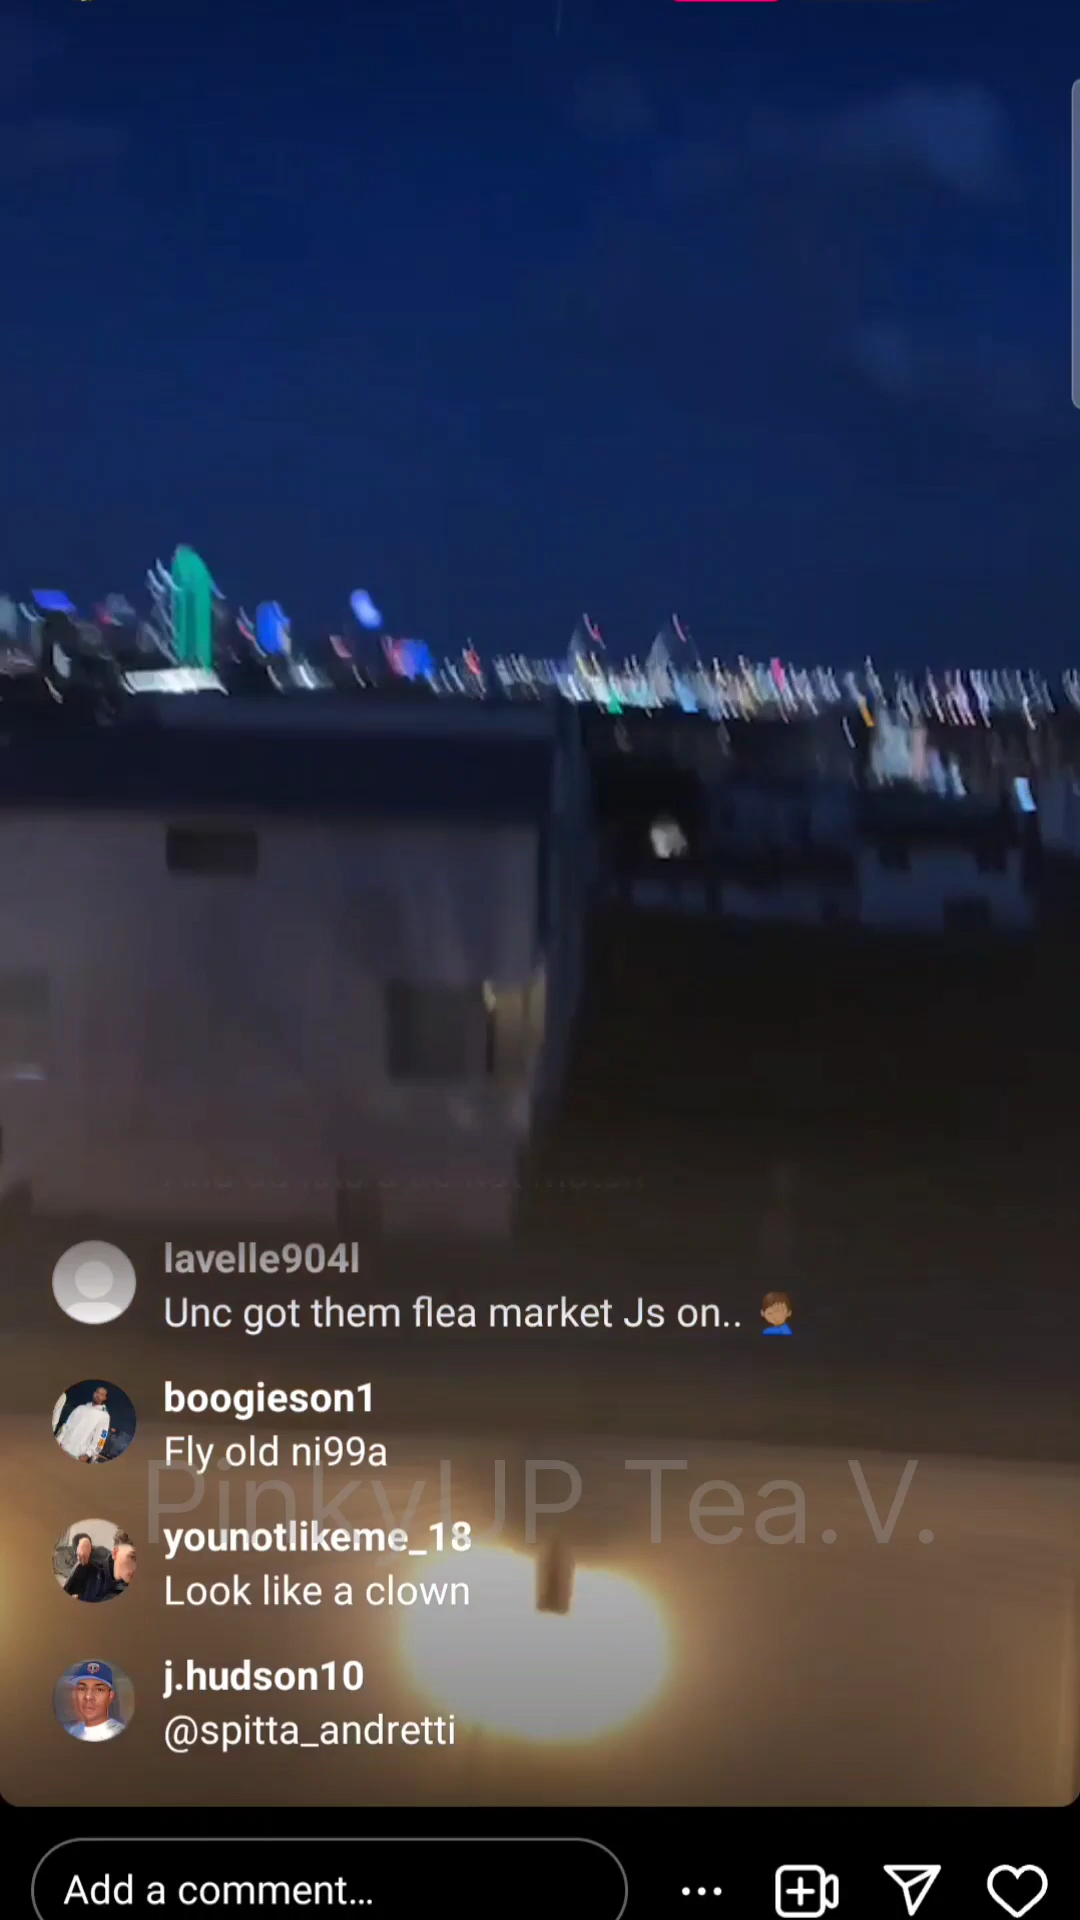 lavelle904l
Unc got them flea market Js on.. 🤦🏽‍♂️
boogieson1
Fly old ni99a
PinkyUP Tea.V.
younotlikeme_18
Look like a clown
j.hudson10
@spitta_andretti
Add a comment...